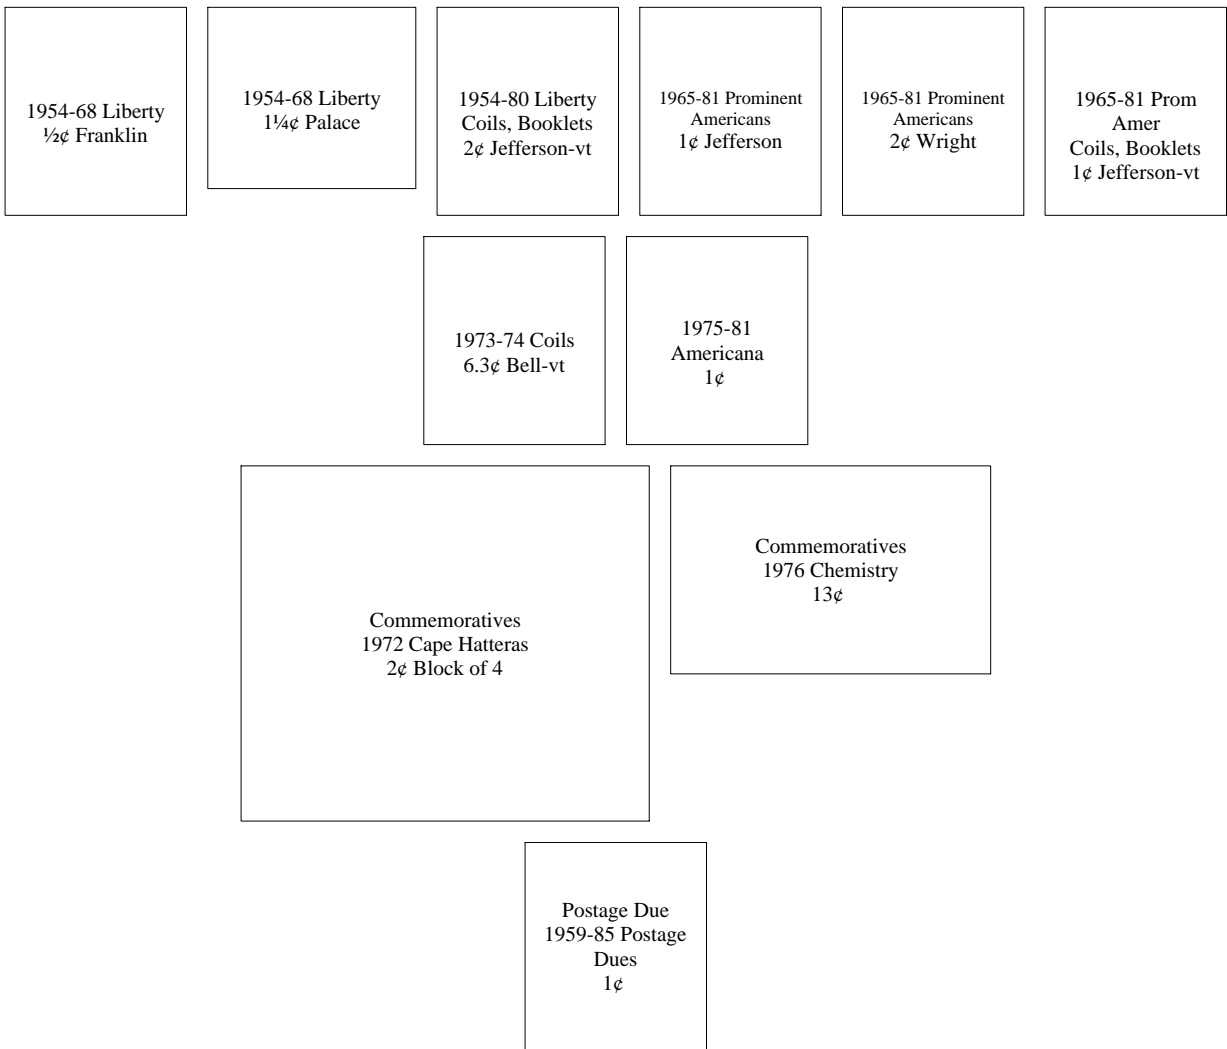 1954-68 Liberty
½¢ Franklin
1954-68 Liberty
1¼¢ Palace
1954-80 Liberty
Coils, Booklets
2¢ Jefferson-vt
1965-81 Prominent
Americans
1¢ Jefferson
1965-81 Prominent
Americans
2¢ Wright
1965-81 Prom
Amer
Coils, Booklets
1¢ Jefferson-vt
1973-74 Coils
6.3¢ Bell-vt
1975-81
Americana
1¢
Commemoratives
1972 Cape Hatteras
2¢ Block of 4
Commemoratives
1976 Chemistry
13¢
Postage Due
1959-85 Postage
Dues
1¢